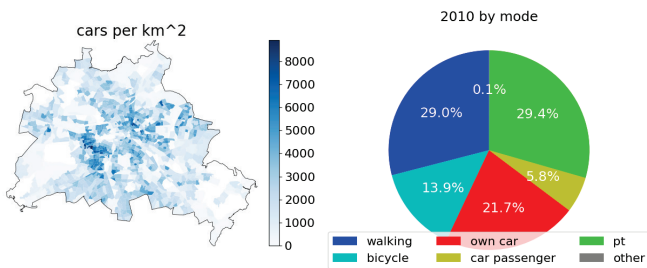 cars per km^2
8000
7000
6000
5000
4000
3000
2000
1000
0
2010 by mode
0.1%
29.0%
29.4%
5.8%
13.9%
21.7%
walking
own car
pt
bicycle
car passenger
other